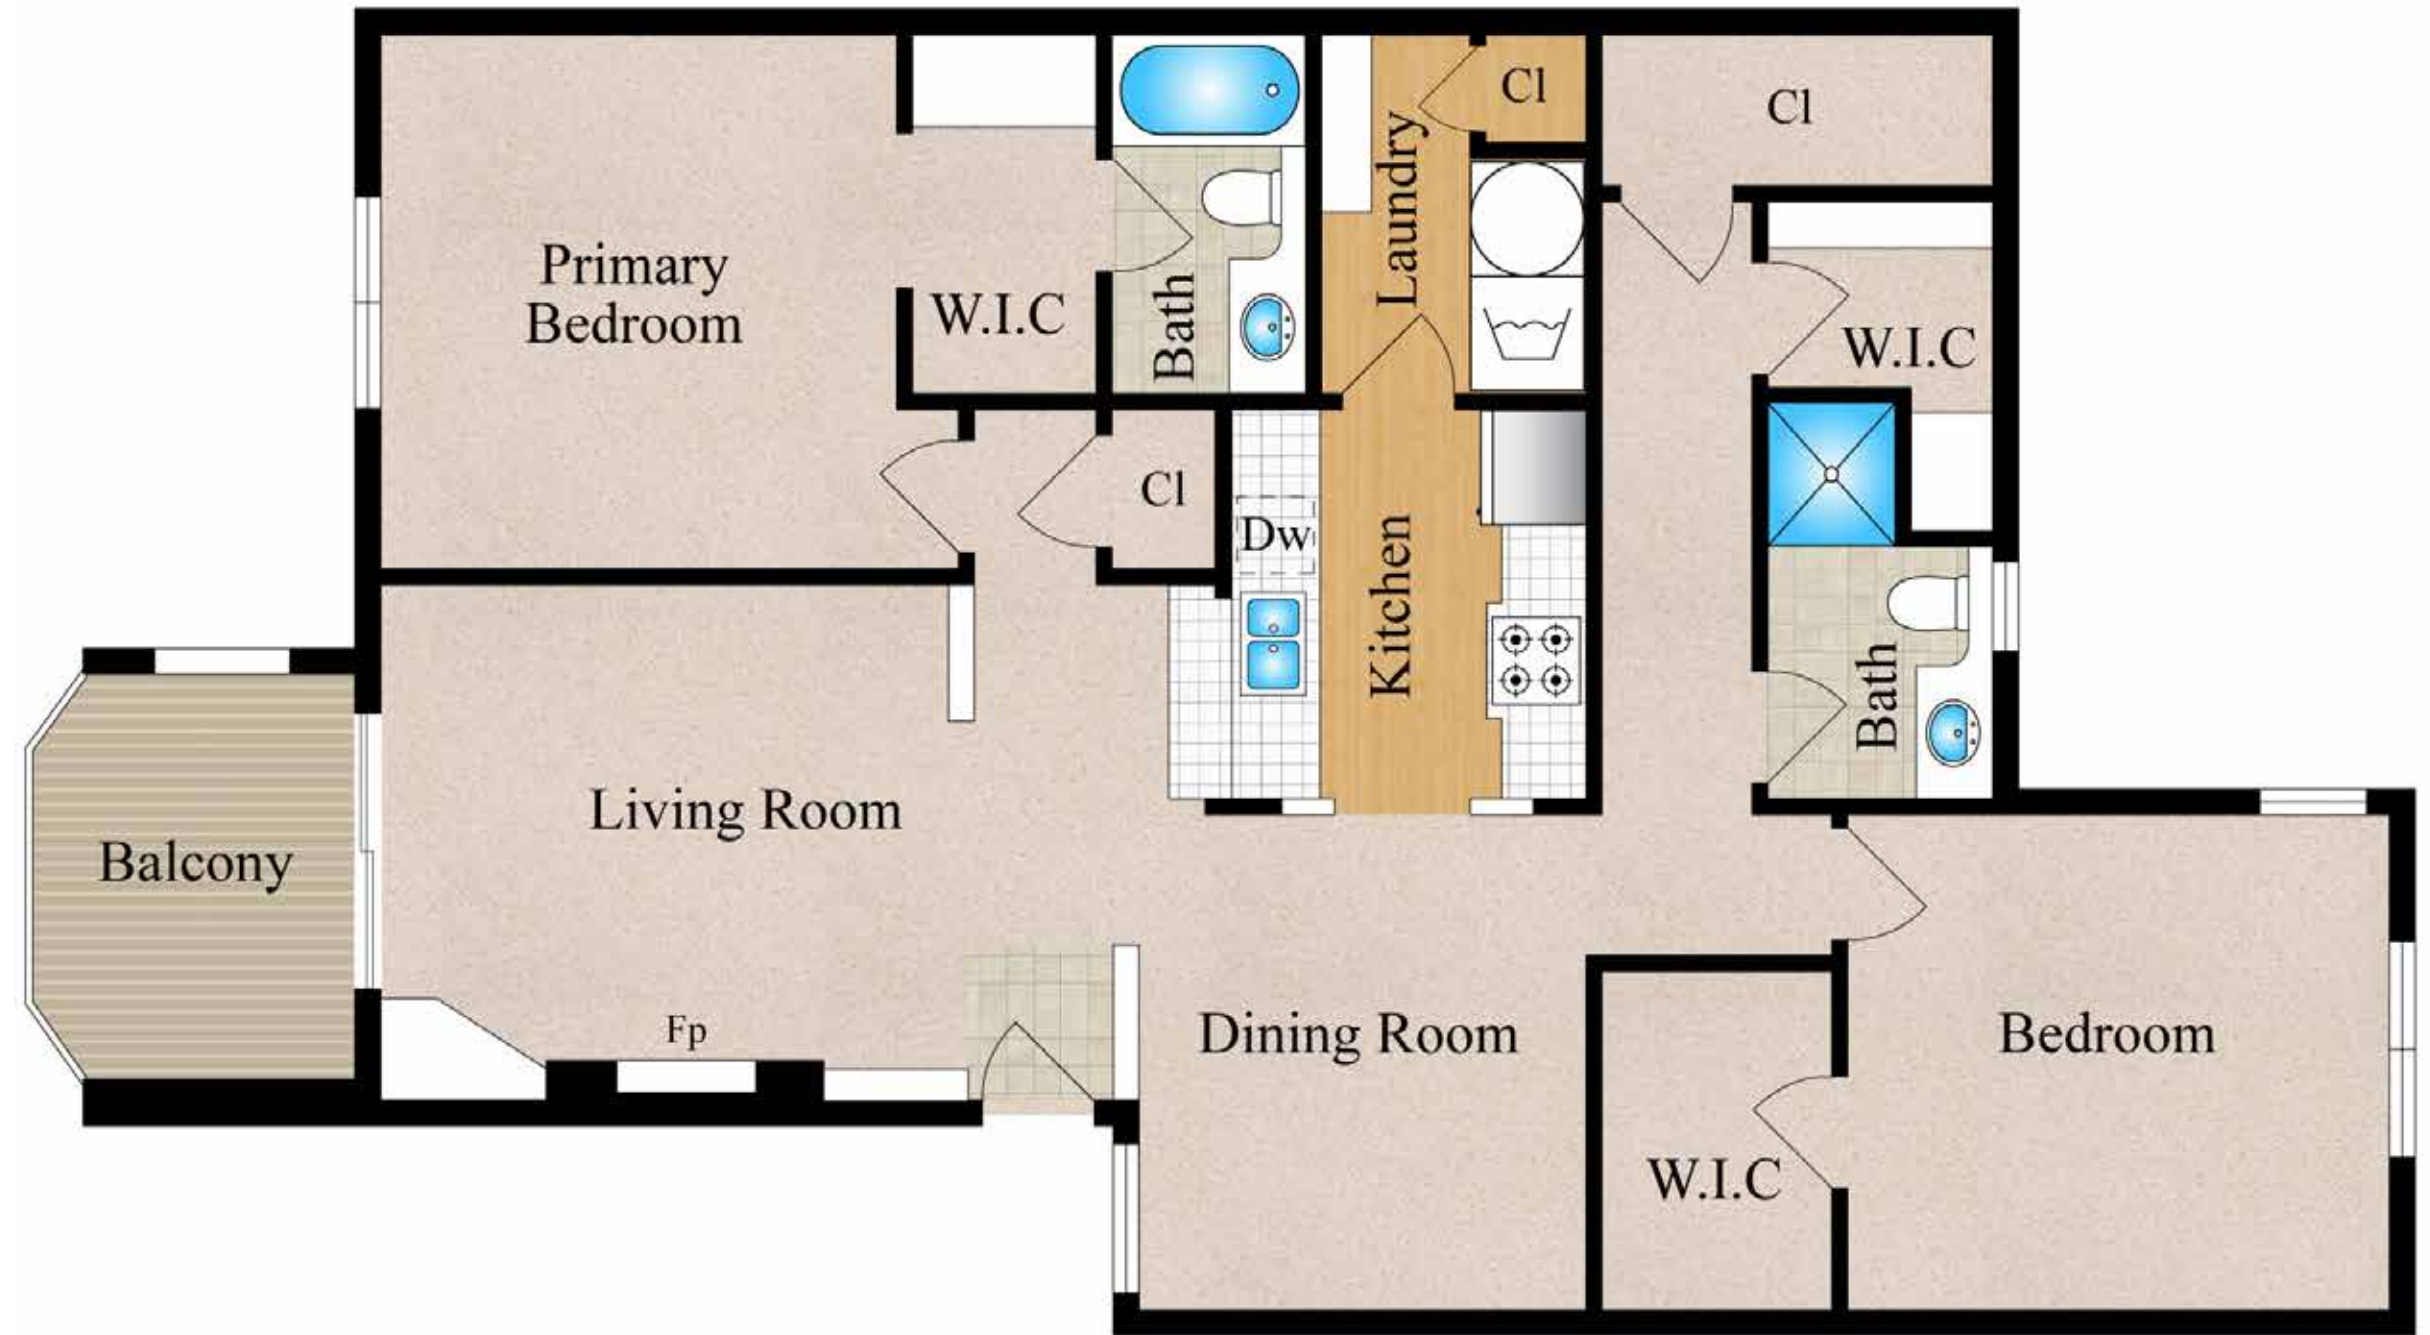 Cl
Cl
Laundry
Primary
Bedroom
W.I.C
Bath
W.I.C
Cl
Dw
Kitchen
Bath
Living Room
Balcony
Fp
Dining Room
Bedroom
W.I.C